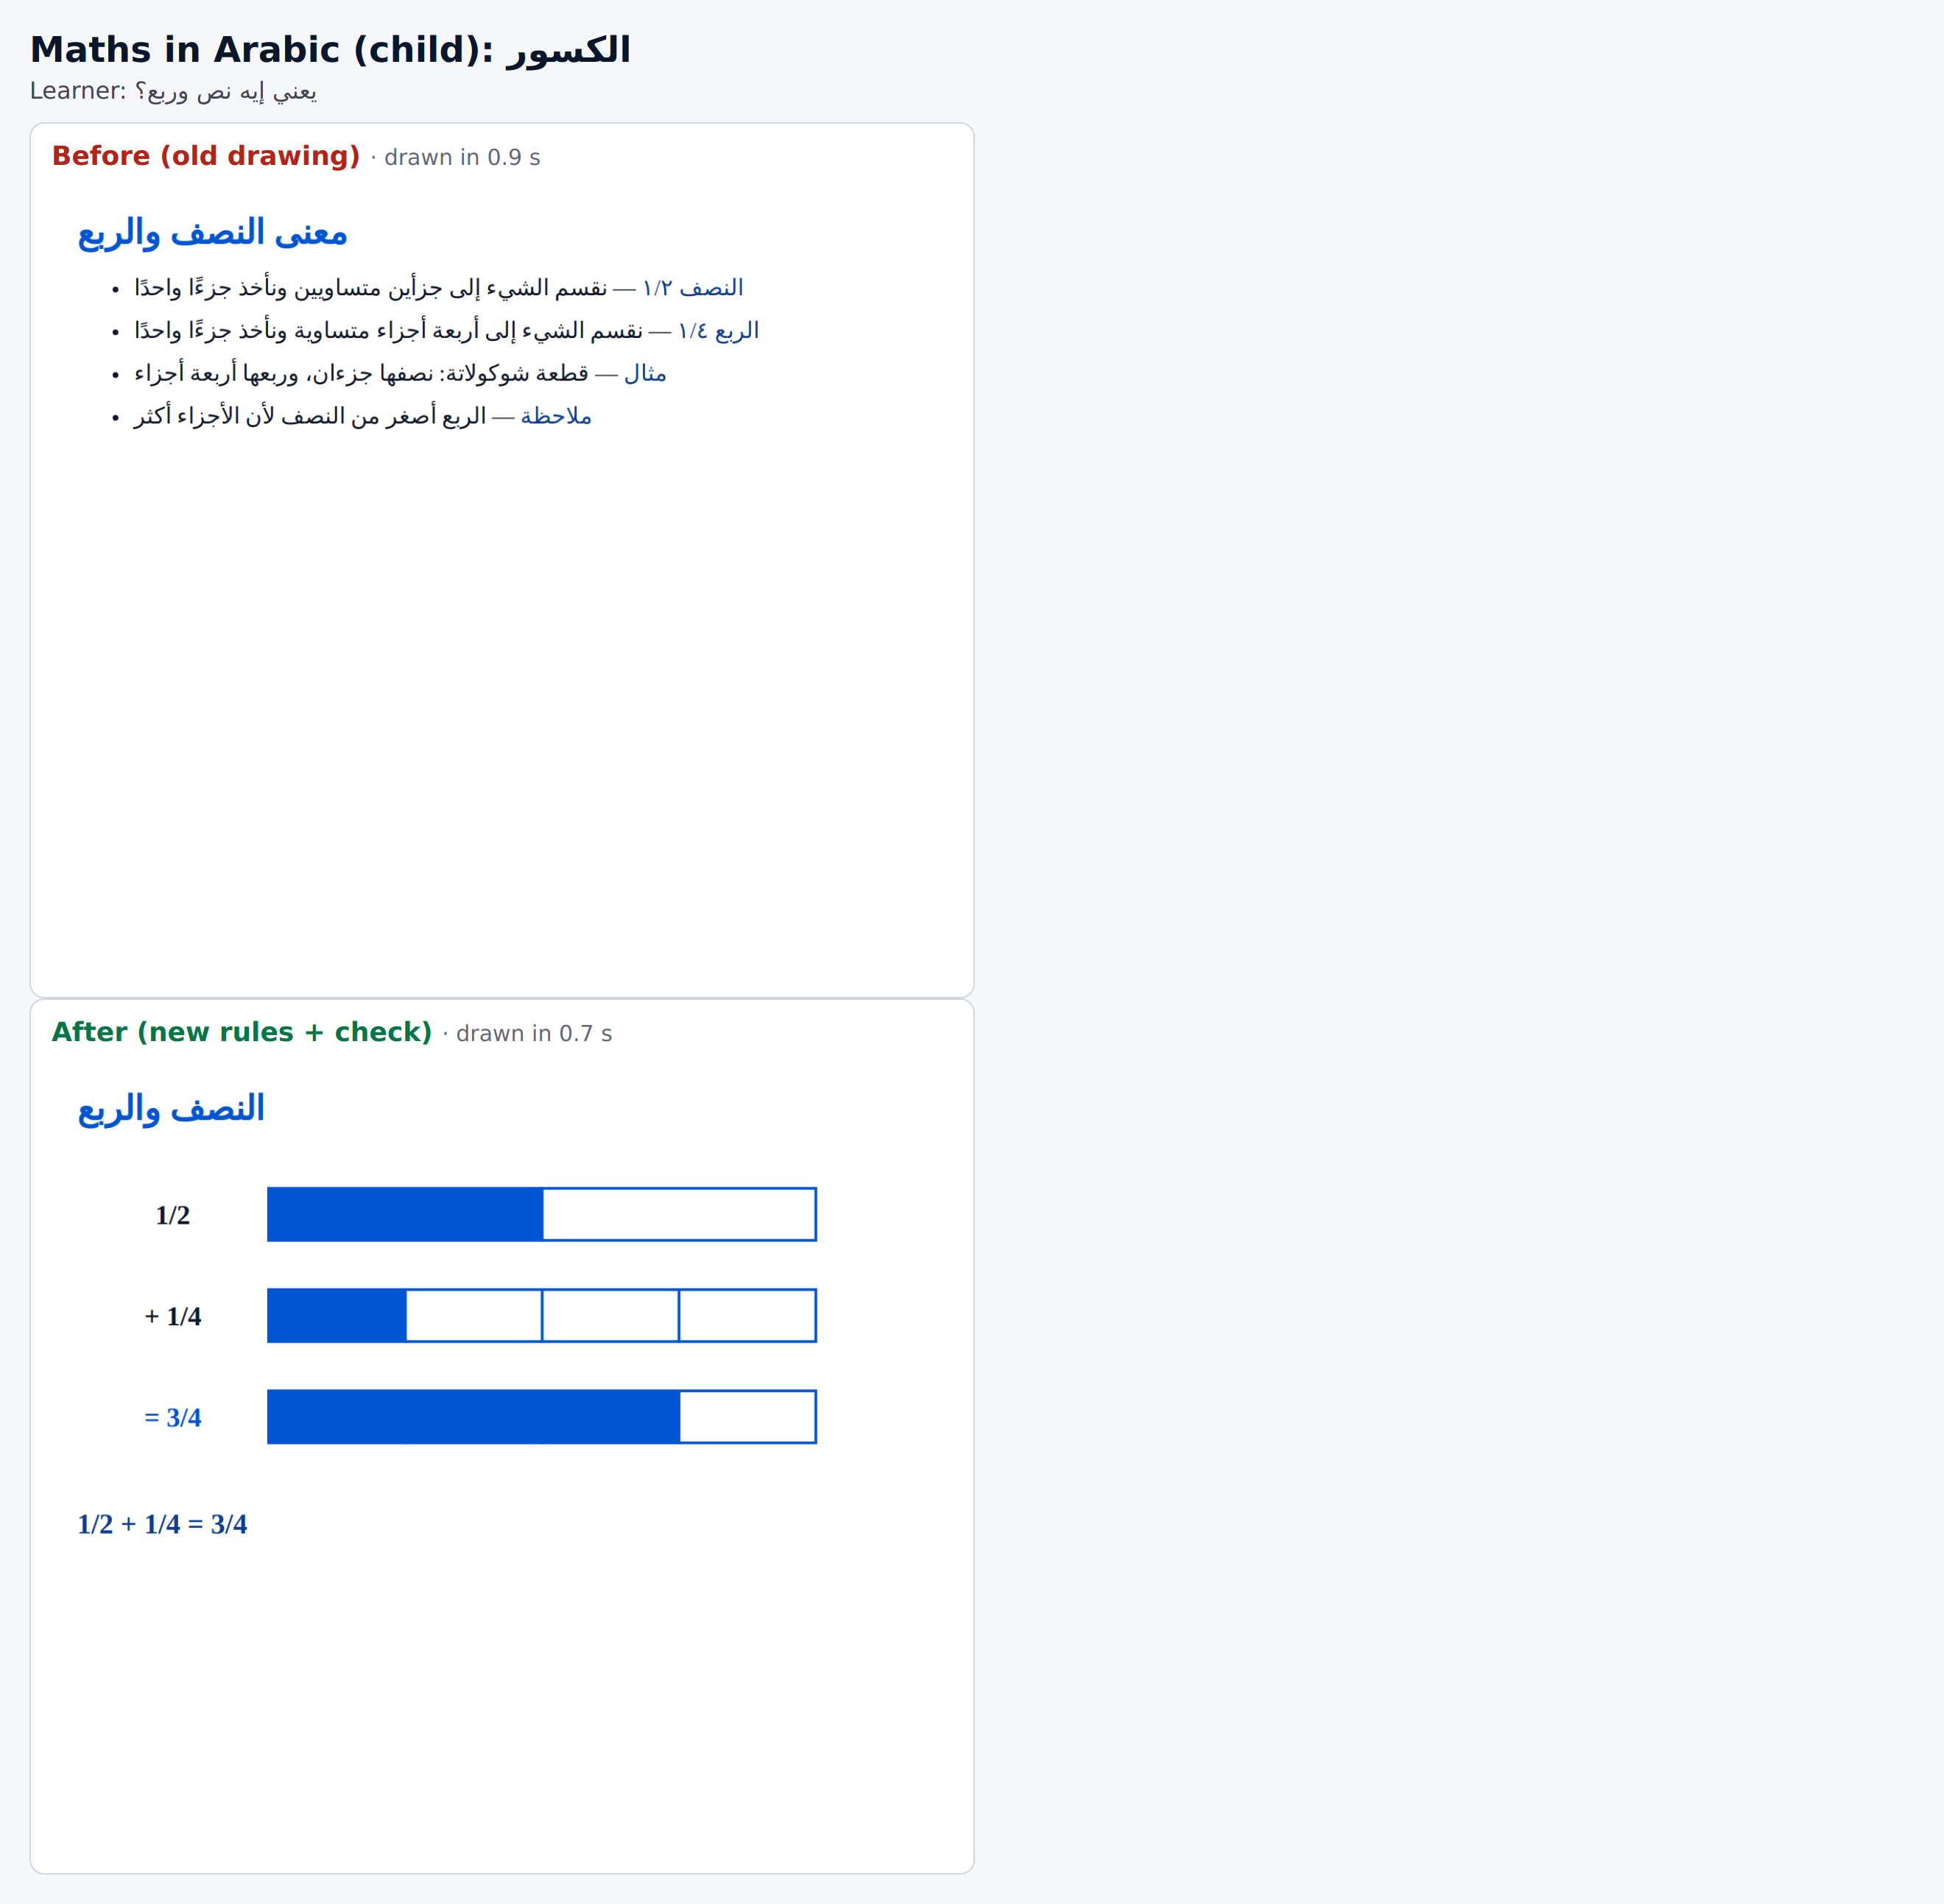 Maths in Arabic (child): الكسور
Learner: يعني إيه نص وربع؟
Before (old drawing) · drawn in 0.9 s
معنى النصف والربع
• النصف ١/٢ — نقسم الشيء إلى جزأين متساويين ونأخذ جزءًا واحدًا
• الربع ١/٤ — نقسم الشيء إلى أربعة أجزاء متساوية ونأخذ جزءًا واحدًا
• مثال — قطعة شوكولاتة: نصفها جزءان، وربعها أربعة أجزاء
• ملاحظة — الربع أصغر من النصف لأن الأجزاء أكثر
After (new rules + check) · drawn in 0.7 s
النصف والربع
1/2
+ 1/4
= 3/4
1/2 + 1/4 = 3/4